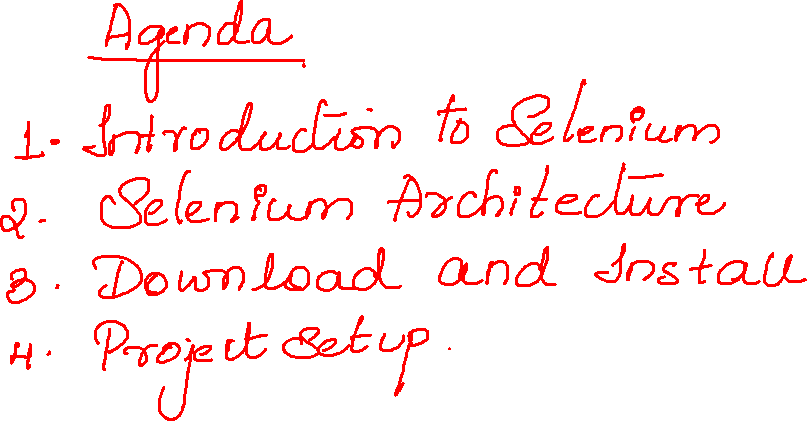 Agenda
1. Introduction to Selenium
2. Selenium Architecture
3. Download and Install
4. Project Setup.